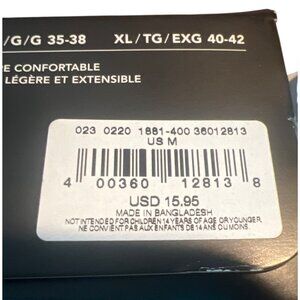 /G/G 35-38 XL/TG/EXG 40-42
PE CONFORTABLE
LÉGÈRE ET EXTENSIBLE
023 0220 1881-400 36012813
US M
4 00360 12813 8
USD 15.95
MADE IN BANGLADESH
NOT INTENDED FOR CHILDREN 14 YEARS OF AGE OR YOUNGER.
NE CONVIENT PAS AUX ENFANTS DE 14 ANS OU MOINS.